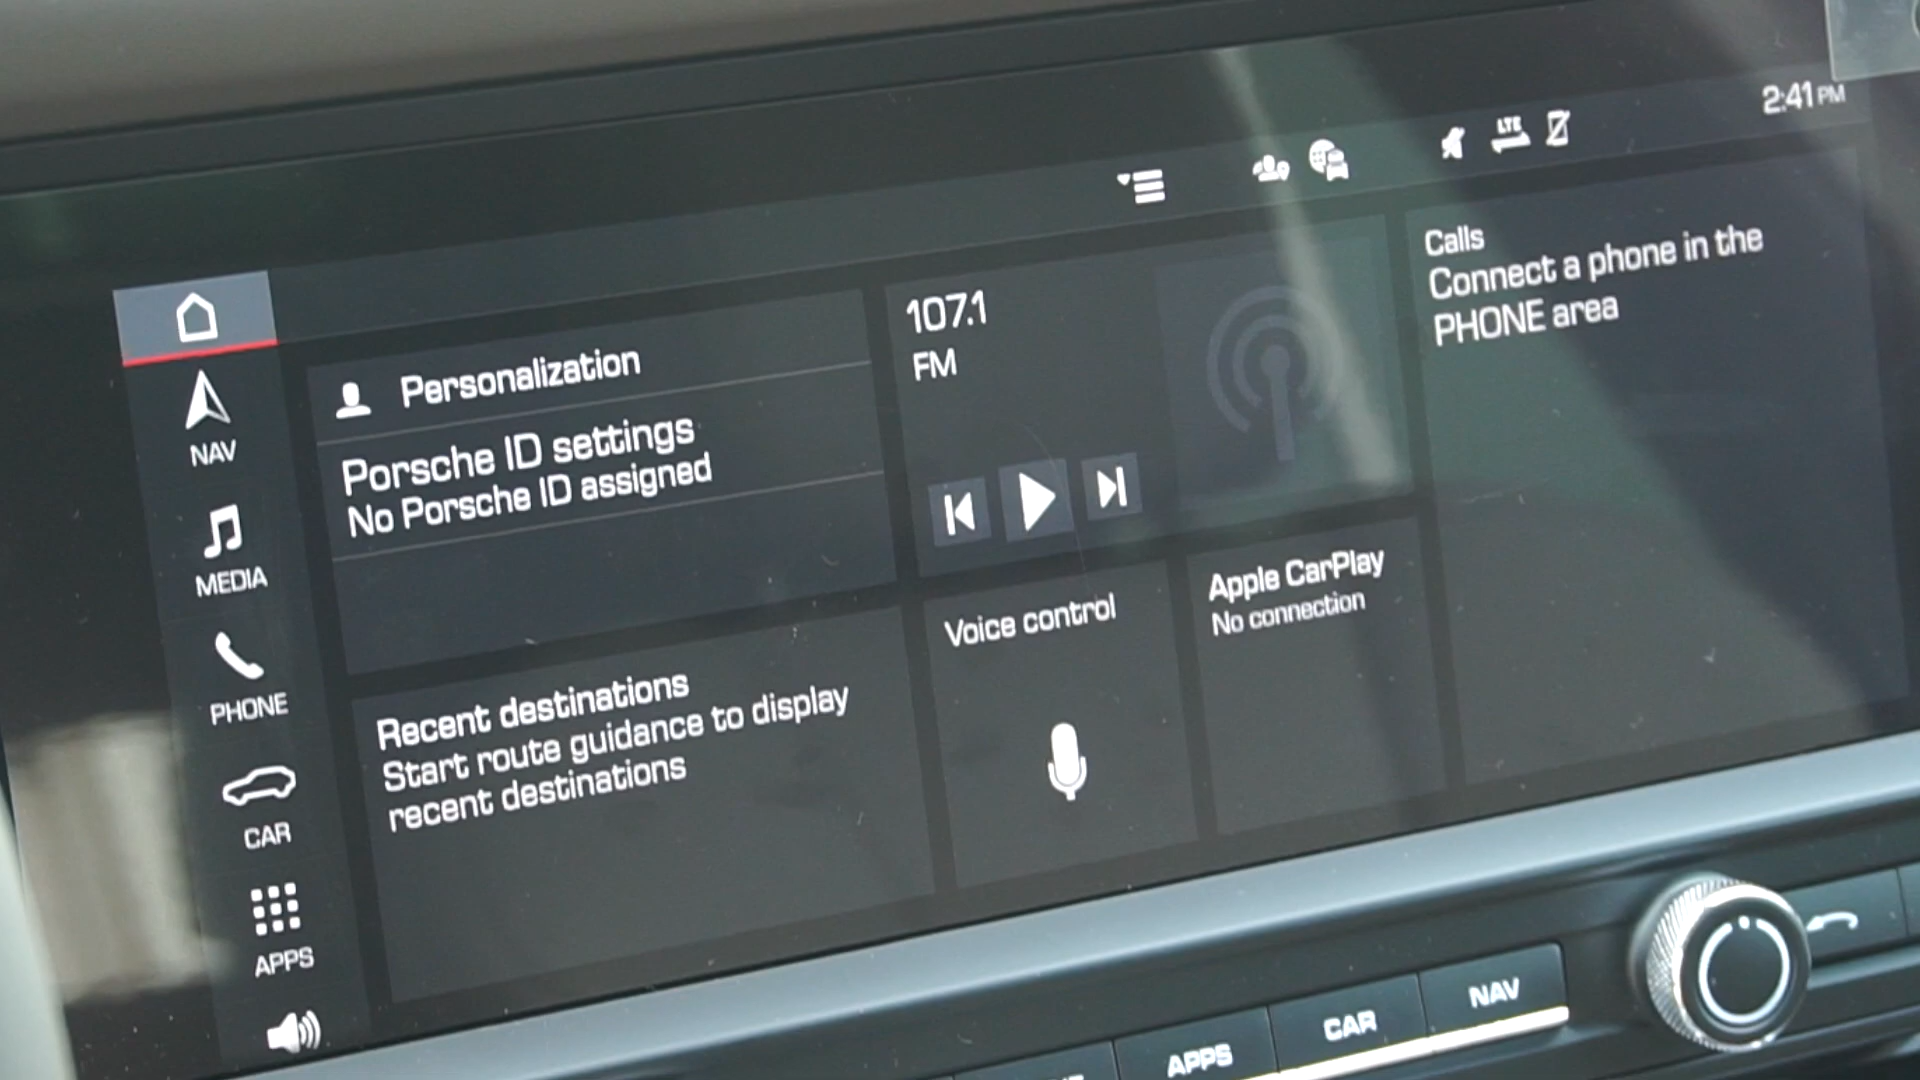 2:41 PM
LTE
NAV
MEDIA
PHONE
CAR
APPS
Personalization
Porsche ID settings
No Porsche ID assigned
107.1
FM
Calls
Connect a phone in the
PHONE area
Recent destinations
Start route guidance to display
recent destinations
Voice control
Apple CarPlay
No connection
APPS
CAR
NAV